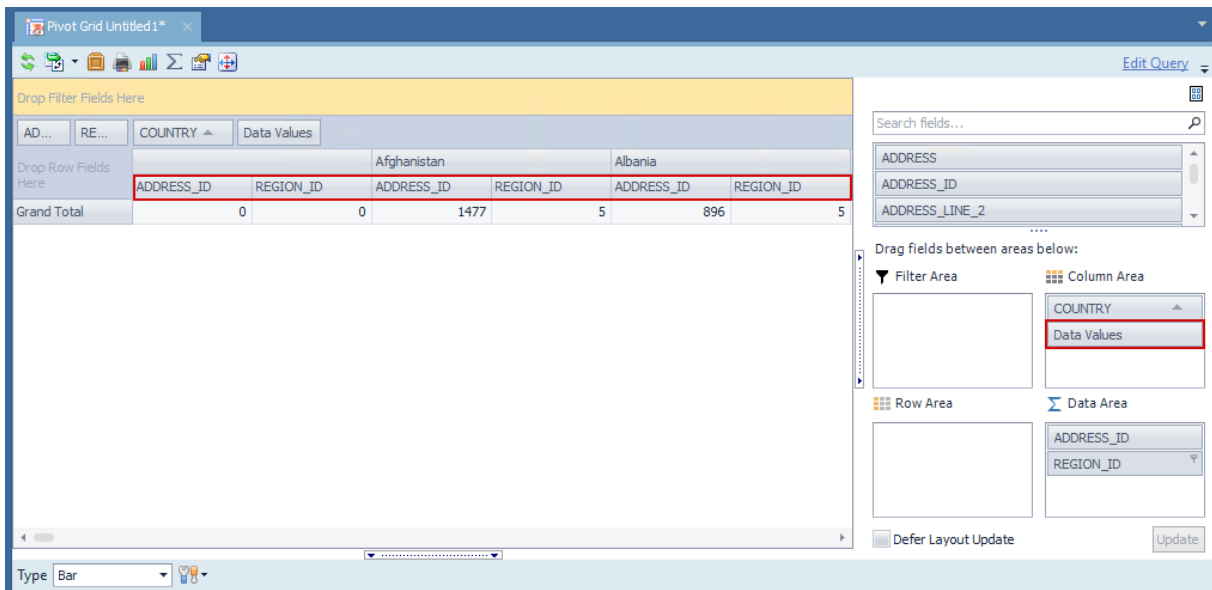 Pivot Grid Untitled1*
Edit Query
Drop Filter Fields Here
AD... RE... COUNTRY Data Values
Drop Row Fields Here
Afghanistan Albania
ADDRESS_ID REGION_ID ADDRESS_ID REGION_ID ADDRESS_ID REGION_ID
Grand Total 0 0 1477 5 896 5
Search fields...
ADDRESS
ADDRESS_ID
ADDRESS_LINE_2
Drag fields between areas below:
Filter Area Column Area
COUNTRY
Data Values
Row Area Data Area
ADDRESS_ID
REGION_ID
Defer Layout Update Update
Type Bar